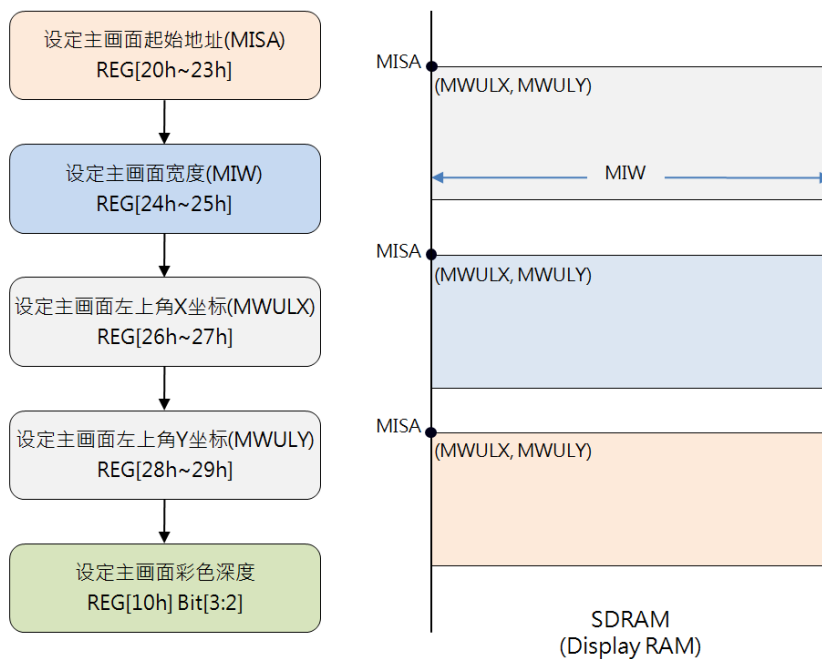 设定主画面起始地址(MISA)
REG[20h~23h]
设定主画面宽度(MIW)
REG[24h~25h]
设定主画面左上角X坐标(MWULX)
REG[26h~27h]
设定主画面左上角Y坐标(MWULY)
REG[28h~29h]
设定主画面彩色深度
REG[10h] Bit[3:2]
MISA
(MWULX, MWULY)
MIW
MISA
(MWULX, MWULY)
MISA
(MWULX, MWULY)
SDRAM
(Display RAM)